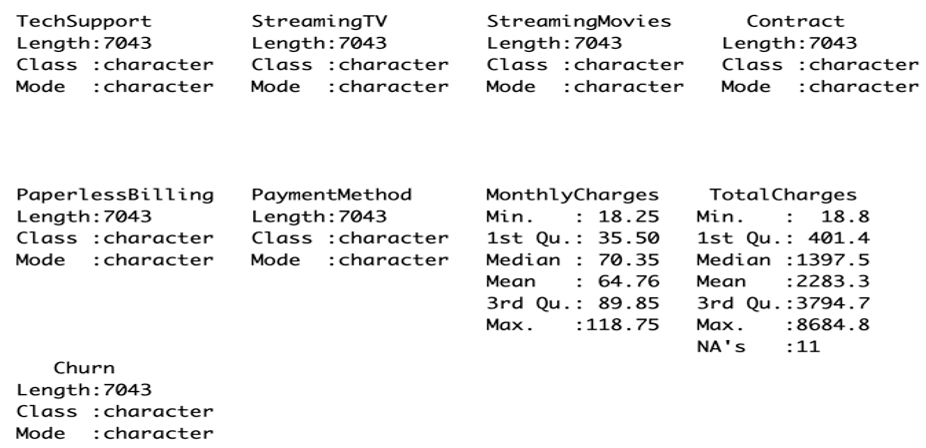 TechSupport StreamingTV StreamingMovies Contract
Length:7043 Length:7043 Length:7043 Length:7043
Class :character Class :character Class :character Class :character
Mode :character Mode :character Mode :character Mode :character
PaperlessBilling PaymentMethod MonthlyCharges TotalCharges
Length:7043 Length:7043 Min. : 18.25 Min. : 18.8
Class :character Class :character 1st Qu.: 35.50 1st Qu.: 401.4
Mode :character Mode :character Median : 70.35 Median :1397.5
Mean : 64.76 Mean :2283.3
3rd Qu.: 89.85 3rd Qu.:3794.7
Max. :118.75 Max. :8684.8
NA's :11
Churn
Length:7043
Class :character
Mode :character